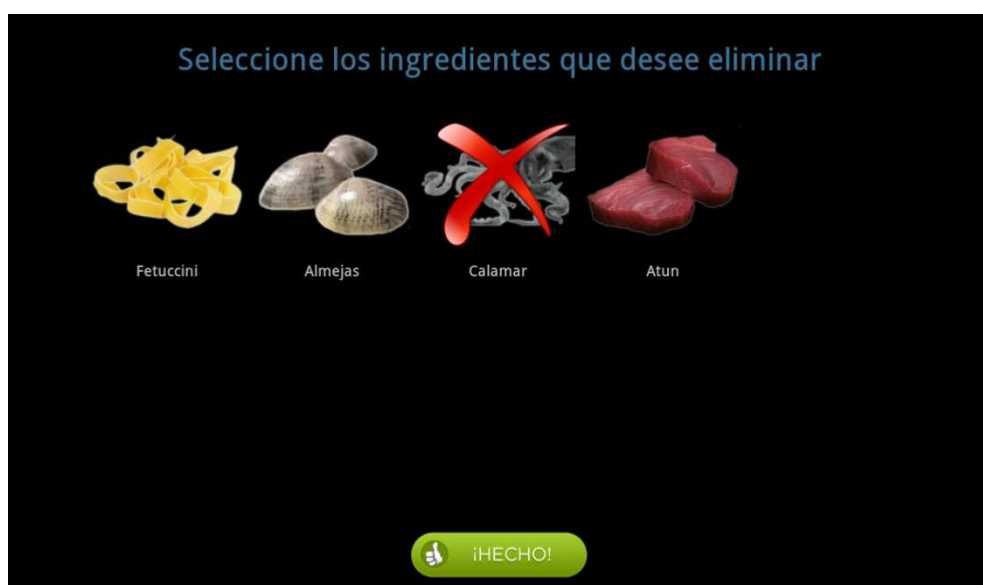 Seleccione los ingredientes que desee eliminar
Fetuccini Almejas Calamar Atun
¡HECHO!